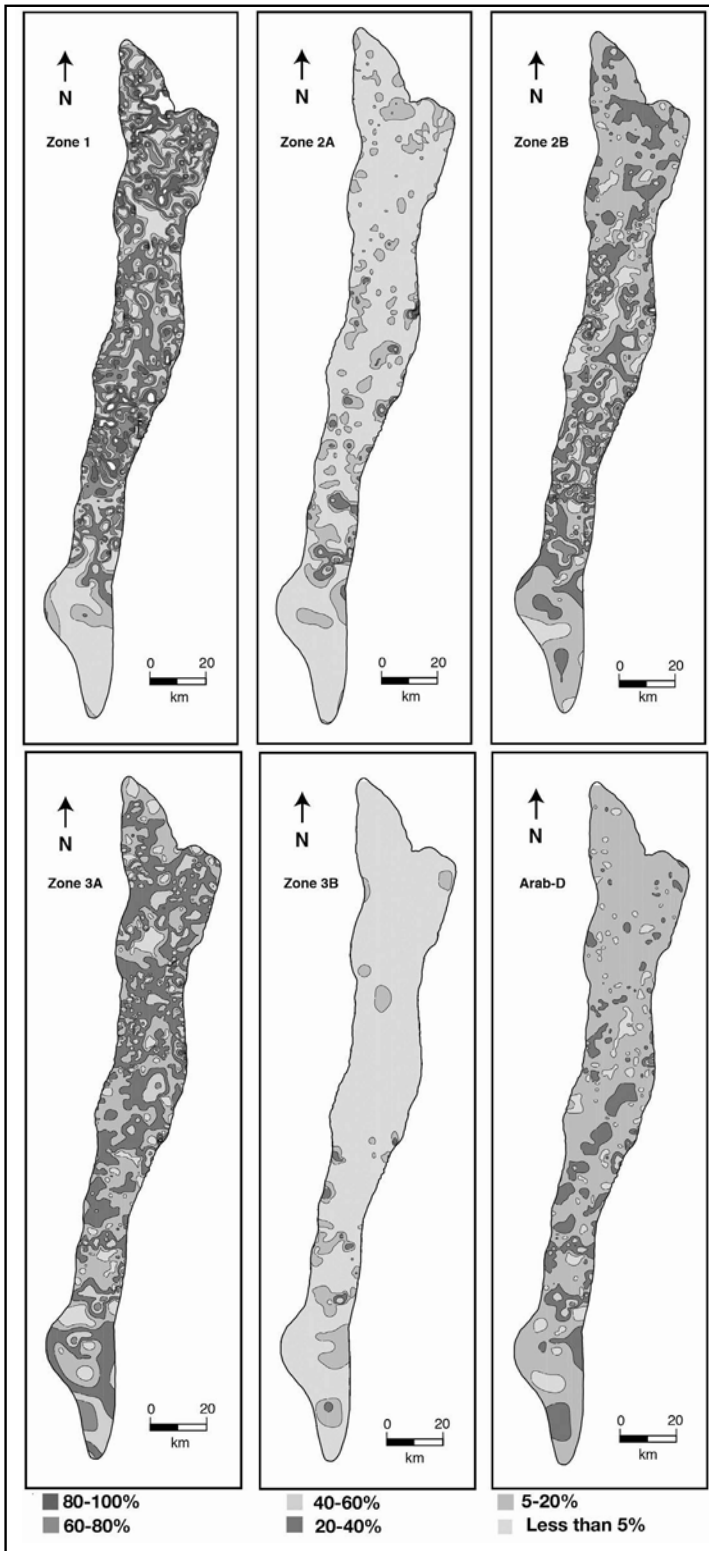 N
N
N
Zone 1
Zone 2A
Zone 2B
0 20
km
0 20
km
0 20
km
N
N
N
Zone 3A
Zone 3B
Arab-D
0 20
km
0 20
km
0 20
km
80-100%
40-60%
5-20%
60-80%
20-40%
Less than 5%